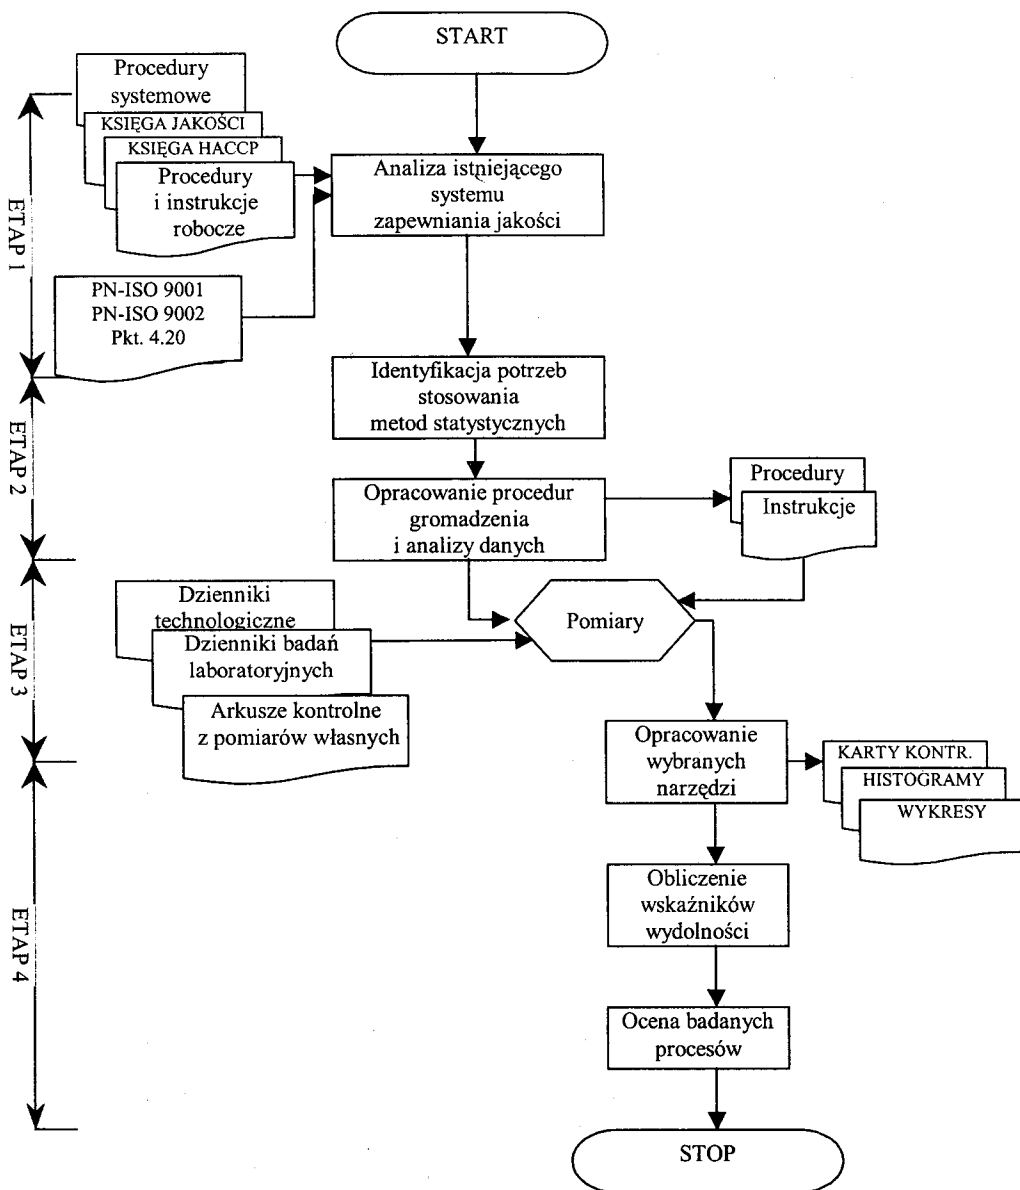 START
Procedury
systemowe
KSIĘGA JAKOŚCI
KSIĘGA HACCP
Procedury
i instrukcje
robocze
Analiza istniejącego
systemu
zapewniania jakości
ETAP 1
PN-ISO 9001
PN-ISO 9002
Pkt. 4.20
Identyfikacja potrzeb
stosowania
metod statystycznych
ETAP 2
Opracowanie procedur
gromadzenia
i analizy danych
Procedury
Instrukcje
ETAP 3
Dzienniki
technologiczne
Dzienniki badań
laboratoryjnych
Arkusze kontrolne
z pomiarów własnych
Pomiary
Opracowanie
wybranych
narzędzi
KARTY KONTR.
HISTOGRAMY
WYKRESY
ETAP 4
Obliczenie
wskaźników
wydolności
Ocena badanych
procesów
STOP